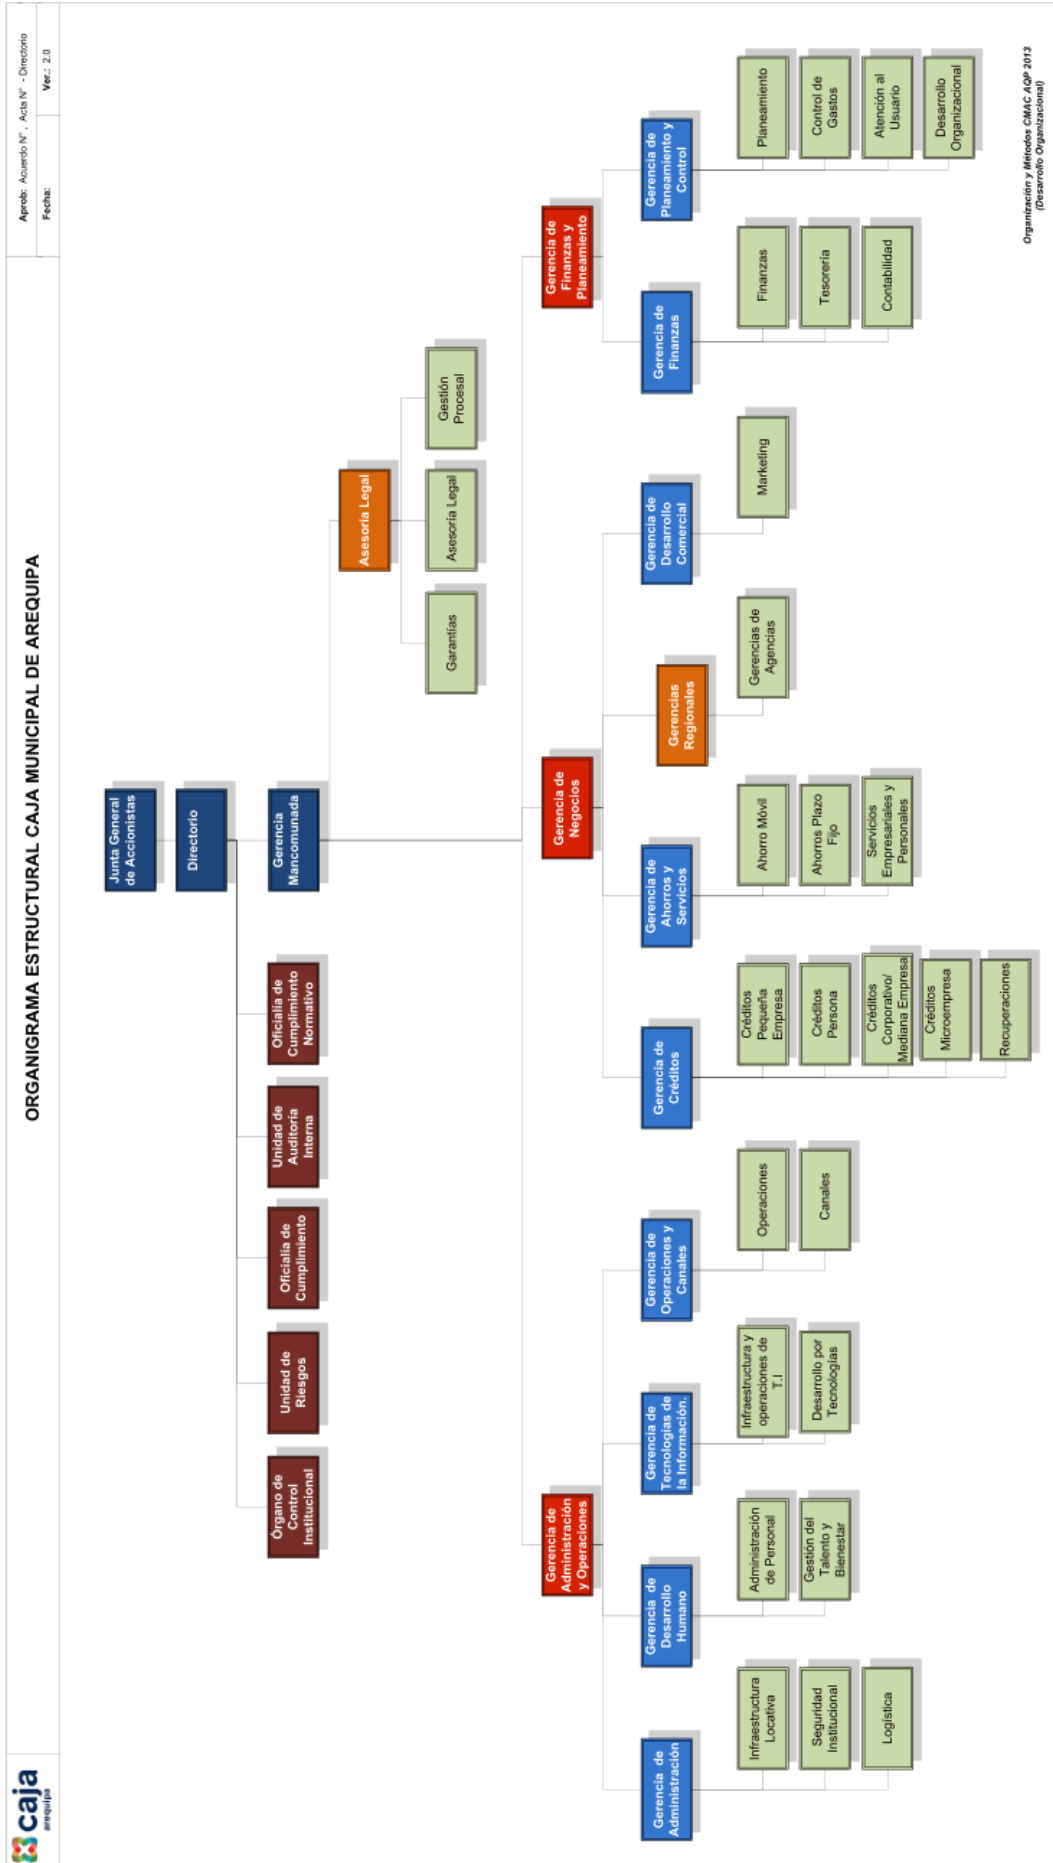 caja
arequipa
ORGANIGRAMA ESTRUCTURAL CAJA MUNICIPAL DE AREQUIPA
Aprob: Acuerdo N° , Acta N° - Directorio
Fecha:
Ver.: 2.0
Junta General
de Accionistas
Directorio
Órgano de
Control
Institucional
Unidad de
Riesgos
Oficialia de
Cumplimiento
Unidad de
Auditoria
Interna
Oficialia de
Cumplimiento
Normativo
Gerencia
Mancomunada
Asesoría Legal
Garantías
Asesoría Legal
Gestión
Procesal
Gerencia de
Administración
y Operaciones
Gerencia de
Negocios
Gerencia de
Finanzas y
Planeamiento
Gerencia de
Administración
Gerencia de
Desarrollo
Humano
Gerencia de
Tecnologías de
la Información.
Gerencia de
Operaciones y
Canales
Gerencia de
Créditos
Gerencia de
Ahorros y
Servicios
Gerencias
Regionales
Gerencia de
Desarrollo
Comercial
Gerencia de
Finanzas
Gerencia de
Planeamiento y
Control
Infraestructura
Locativa
Seguridad
Institucional
Logística
Administración
de Personal
Gestión del
Talento y
Bienestar
Infraestructura y
operaciones de
T.I
Desarrollo por
Tecnologías
Operaciones
Canales
Créditos
Pequeña
Empresa
Créditos
Persona
Créditos
Corporativo/
Mediana Empresa
Créditos
Microempresa
Recuperaciones
Ahorro Móvil
Ahorros Plazo
Fijo
Servicios
Empresariales y
Personales
Gerencias de
Agencias
Marketing
Finanzas
Tesorería
Contabilidad
Planeamiento
Control de
Gastos
Atención al
Usuario
Desarrollo
Organizacional
Organización y Métodos CMAC AQP 2013
(Desarrollo Organizacional)